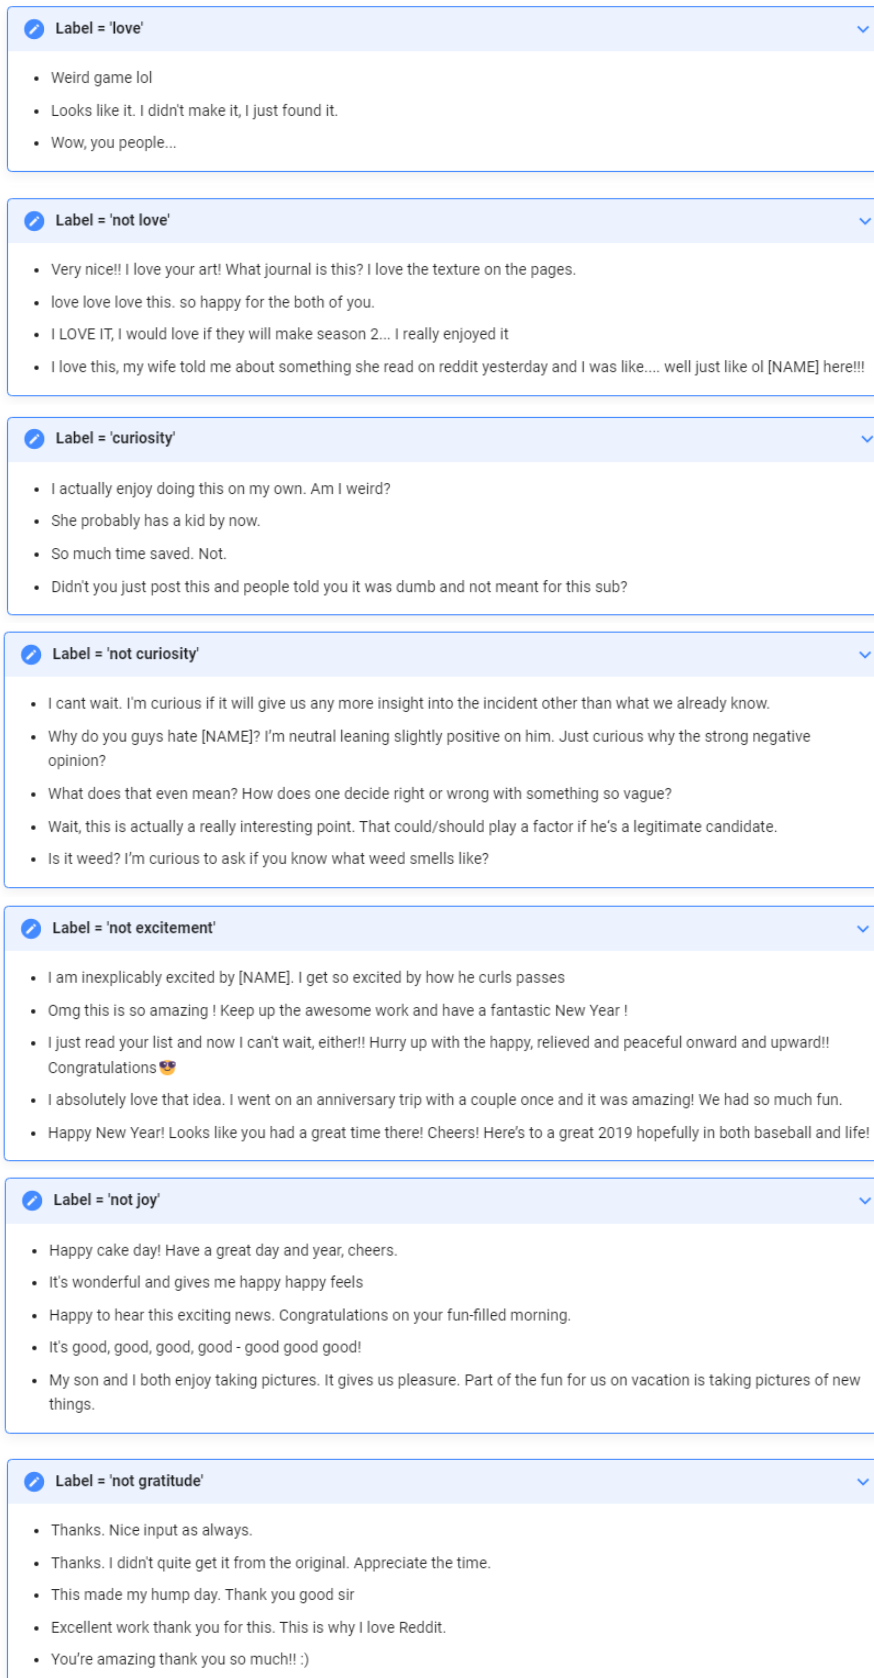 Label = 'love'
• Weird game lol
• Looks like it. I didn't make it, I just found it.
• Wow, you people...
Label = 'not love'
• Very nice!! I love your art! What journal is this? I love the texture on the pages.
• love love love this. so happy for the both of you.
• I LOVE IT, I would love if they will make season 2... I really enjoyed it
• I love this, my wife told me about something she read on reddit yesterday and I was like.... well just like ol [NAME] here!!!
Label = 'curiosity'
• I actually enjoy doing this on my own. Am I weird?
• She probably has a kid by now.
• So much time saved. Not.
• Didn't you just post this and people told you it was dumb and not meant for this sub?
Label = 'not curiosity'
• I cant wait. I'm curious if it will give us any more insight into the incident other than what we already know.
• Why do you guys hate [NAME]? I’m neutral leaning slightly positive on him. Just curious why the strong negative
opinion?
• What does that even mean? How does one decide right or wrong with something so vague?
• Wait, this is actually a really interesting point. That could/should play a factor if he‘s a legitimate candidate.
• Is it weed? I’m curious to ask if you know what weed smells like?
Label = 'not excitement'
• I am inexplicably excited by [NAME]. I get so excited by how he curls passes
• Omg this is so amazing ! Keep up the awesome work and have a fantastic New Year !
• I just read your list and now I can't wait, either!! Hurry up with the happy, relieved and peaceful onward and upward!!
Congratulations😎
• I absolutely love that idea. I went on an anniversary trip with a couple once and it was amazing! We had so much fun.
• Happy New Year! Looks like you had a great time there! Cheers! Here’s to a great 2019 hopefully in both baseball and life!
Label = 'not joy'
• Happy cake day! Have a great day and year, cheers.
• It's wonderful and gives me happy happy feels
• Happy to hear this exciting news. Congratulations on your fun-filled morning.
• It's good, good, good, good - good good good!
• My son and I both enjoy taking pictures. It gives us pleasure. Part of the fun for us on vacation is taking pictures of new
things.
Label = 'not gratitude'
• Thanks. Nice input as always.
• Thanks. I didn't quite get it from the original. Appreciate the time.
• This made my hump day. Thank you good sir
• Excellent work thank you for this. This is why I love Reddit.
• You’re amazing thank you so much!! :)